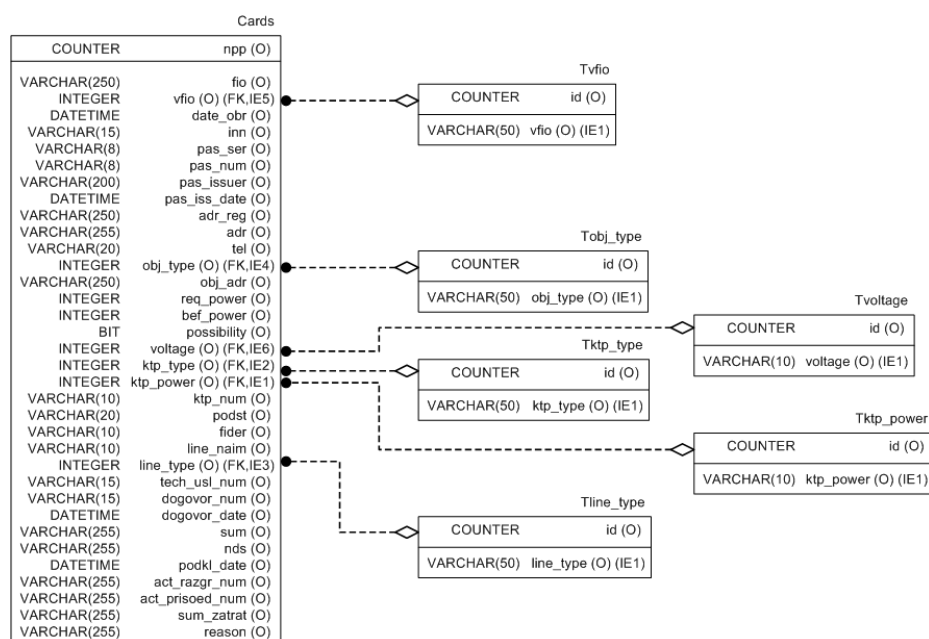 Cards
COUNTER npp (O)
VARCHAR(250) fio (O)
INTEGER vfio (O) (FK,IE5)
DATETIME date_obr (O)
VARCHAR(15) inn (O)
VARCHAR(8) pas_ser (O)
VARCHAR(8) pas_num (O)
VARCHAR(200) pas_issuer (O)
DATETIME pas_iss_date (O)
VARCHAR(250) adr_reg (O)
VARCHAR(255) adr (O)
VARCHAR(20) tel (O)
INTEGER obj_type (O) (FK,IE4)
VARCHAR(250) obj_adr (O)
INTEGER req_power (O)
INTEGER bef_power (O)
BIT possibility (O)
INTEGER voltage (O) (FK,IE6)
INTEGER ktp_type (O) (FK,IE2)
INTEGER ktp_power (O) (FK,IE1)
VARCHAR(10) ktp_num (O)
VARCHAR(20) podst (O)
VARCHAR(10) fider (O)
VARCHAR(10) line_naim (O)
INTEGER line_type (O) (FK,IE3)
VARCHAR(15) tech_usl_num (O)
VARCHAR(15) dogovor_num (O)
DATETIME dogovor_date (O)
VARCHAR(255) sum (O)
VARCHAR(255) nds (O)
DATETIME podkl_date (O)
VARCHAR(255) act_razgr_num (O)
VARCHAR(255) act_prisoed_num (O)
VARCHAR(255) sum_zatrat (O)
VARCHAR(255) reason (O)
Tvfio
COUNTER id (O)
VARCHAR(50) vfio (O) (IE1)
Tobj_type
COUNTER id (O)
VARCHAR(50) obj_type (O) (IE1)
Tvoltage
COUNTER id (O)
VARCHAR(10) voltage (O) (IE1)
Tktp_type
COUNTER id (O)
VARCHAR(50) ktp_type (O) (IE1)
Tktp_power
COUNTER id (O)
VARCHAR(10) ktp_power (O) (IE1)
Tline_type
COUNTER id (O)
VARCHAR(50) line_type (O) (IE1)